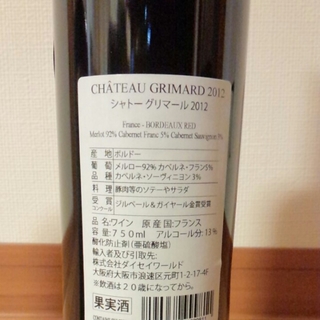 CHÂTEAU GRIMARD 2012
シャトー グリマール 2012
France - BORDEAUX RED
Merlot 92% Cabernet Franc 5% Cabernet Sauvignon 3%
産 地 ボルドー
葡 萄 メルロー92% カベルネ・フラン5%
品 種 カベルネ・ソーヴィニヨン 3%
料 理 豚肉等のソテーやサラダ
受 賞 ジルベール&ガイヤール金賞受賞
コンクール
品名:ワイン 原 産 国:フランス
容量:750ml アルコール分:13%
酸化防止剤(亜硫酸塩)
輸入者及び引取先:
株式会社ダイセイワールド
大阪府大阪市浪速区元町1-2-17-4F
※飲酒は20歳になってから。
果実酒